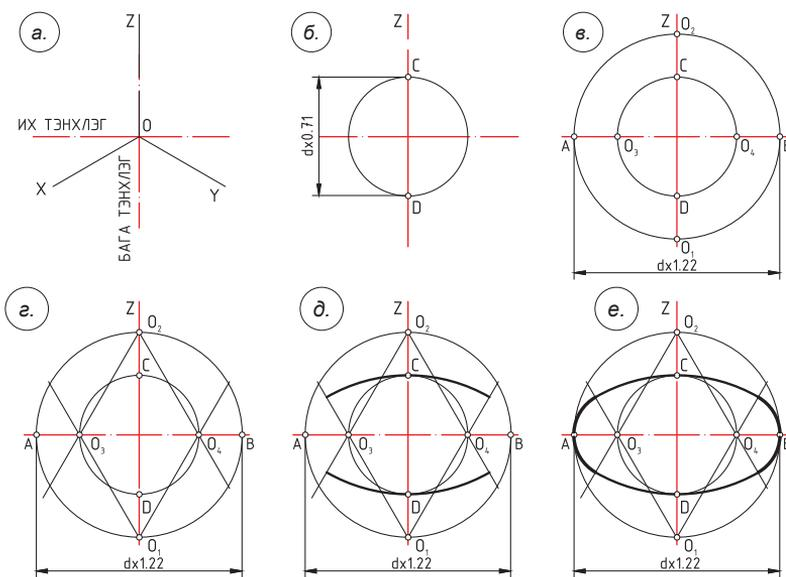 а.
Z
O
ИХ ТЭНХЛЭГ
X
Y
БАГА ТЭНХЛЭГ
б.
Z
C
dx0.71
D
в.
Z
O₂
C
A
O₃
O₄
B
D
O₁
dx1.22
г.
Z
O₂
C
A
O₃
O₄
B
D
O₁
dx1.22
д.
Z
O₂
C
A
O₃
O₄
B
D
O₁
dx1.22
е.
Z
O₂
C
A
O₃
O₄
B
D
O₁
dx1.22